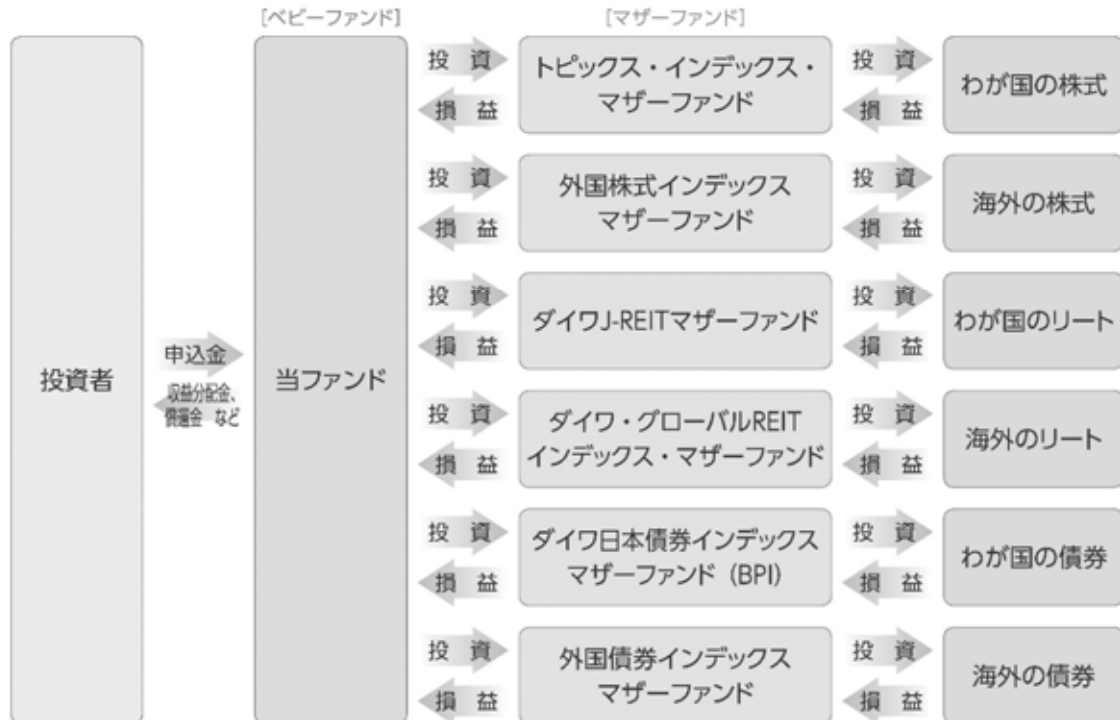 [ベビーファンド]
[マザーファンド]
投資者
申込金
収益分配金、
償還金 など
当ファンド
投 資
損 益
トピックス・インデックス・
マザーファンド
投 資
損 益
わが国の株式
投 資
損 益
外国株式インデックス
マザーファンド
投 資
損 益
海外の株式
投 資
損 益
ダイワJ-REITマザーファンド
投 資
損 益
わが国のリート
投 資
損 益
ダイワ・グローバルREIT
インデックス・マザーファンド
投 資
損 益
海外のリート
投 資
損 益
ダイワ日本債券インデックス
マザーファンド（BPI）
投 資
損 益
わが国の債券
投 資
損 益
外国債券インデックス
マザーファンド
投 資
損 益
海外の債券